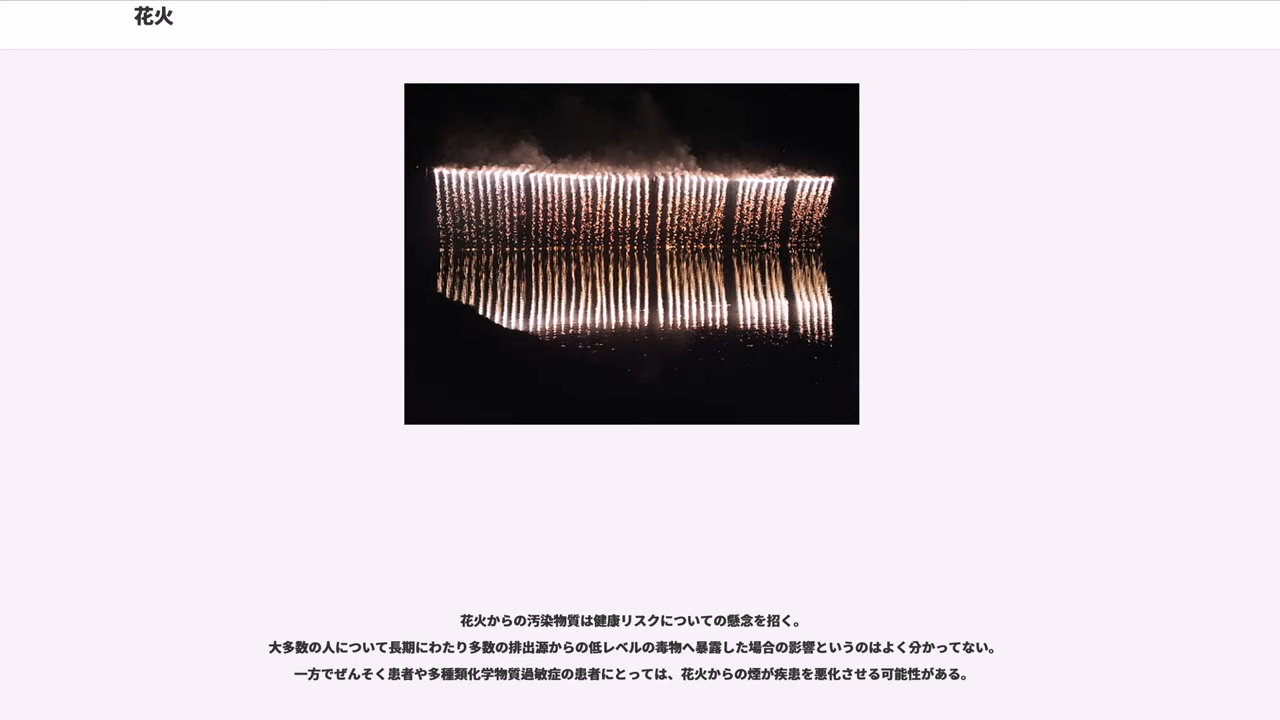 花火
花火からの汚染物質は健康リスクについての懸念を招く。
大多数の人について長期にわたり多数の排出源からの低レベルの毒物へ暴露した場合の影響というのはよく分かってない。
一方でぜんそく患者や多種類化学物質過敏症の患者にとっては、花火からの煙が疾患を悪化させる可能性がある。